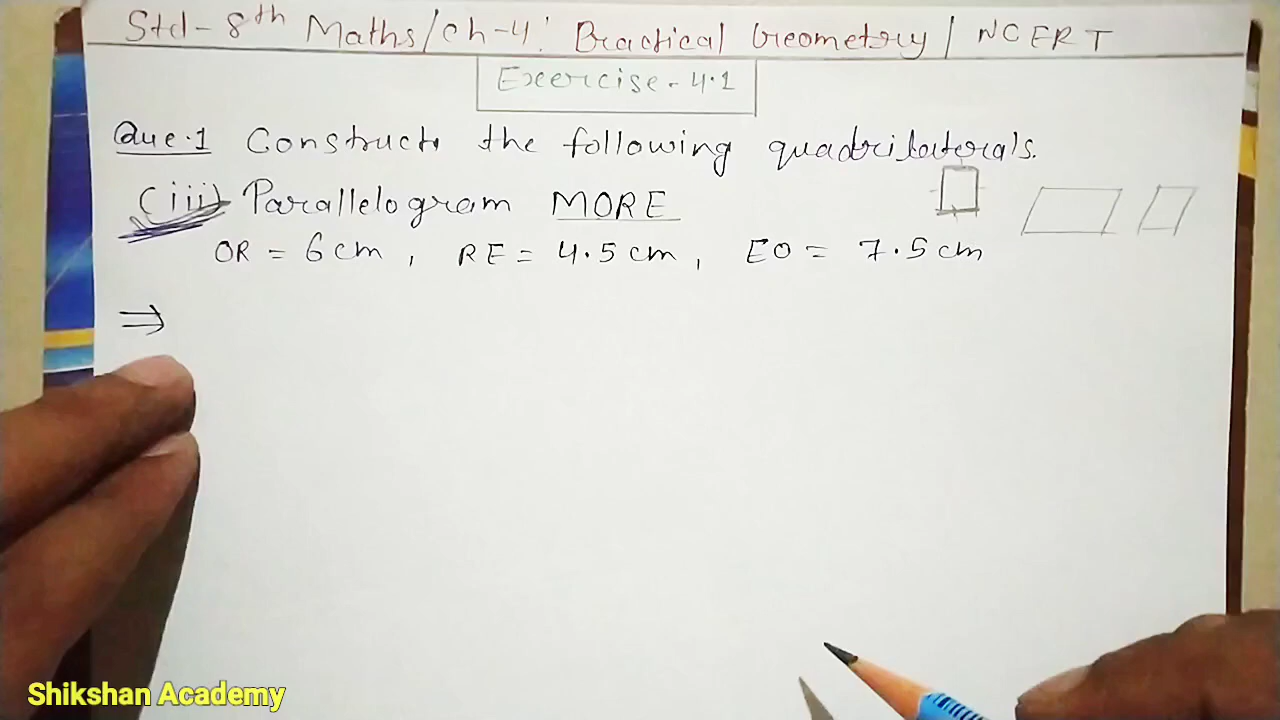 Std - 8th Maths / Ch-4: Practical Geometry / NCERT
Exercise - 4.1
Que.1 Construct the following quadrilaterals.
(iii) Parallelogram MORE
OR = 6 cm, RE = 4.5 cm, EO = 7.5 cm
⇒
Shikshan Academy